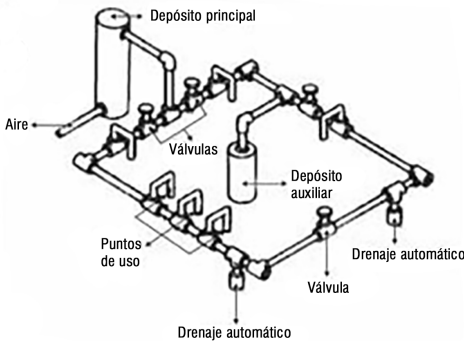 Depósito principal
Aire
Válvulas
Depósito
auxiliar
Puntos
de uso
Drenaje automático
Válvula
Drenaje automático